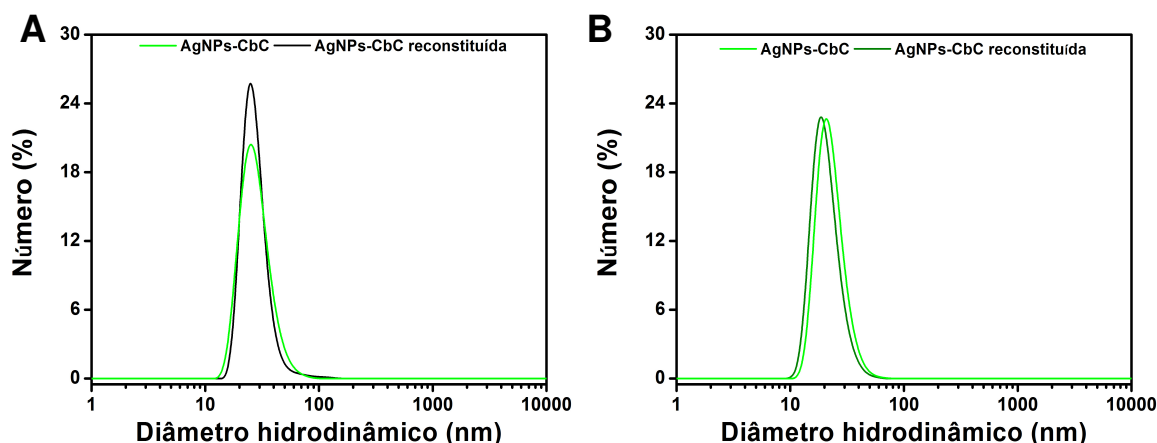 A
AgNPs-CbC AgNPs-CbC reconstituída
30
24
18
12
6
0
Número (%)
1 10 100 1000 10000
Diâmetro hidrodinâmico (nm)
B
AgNPs-CbC AgNPs-CbC reconstituída
30
24
18
12
6
0
Número (%)
1 10 100 1000 10000
Diâmetro hidrodinâmico (nm)